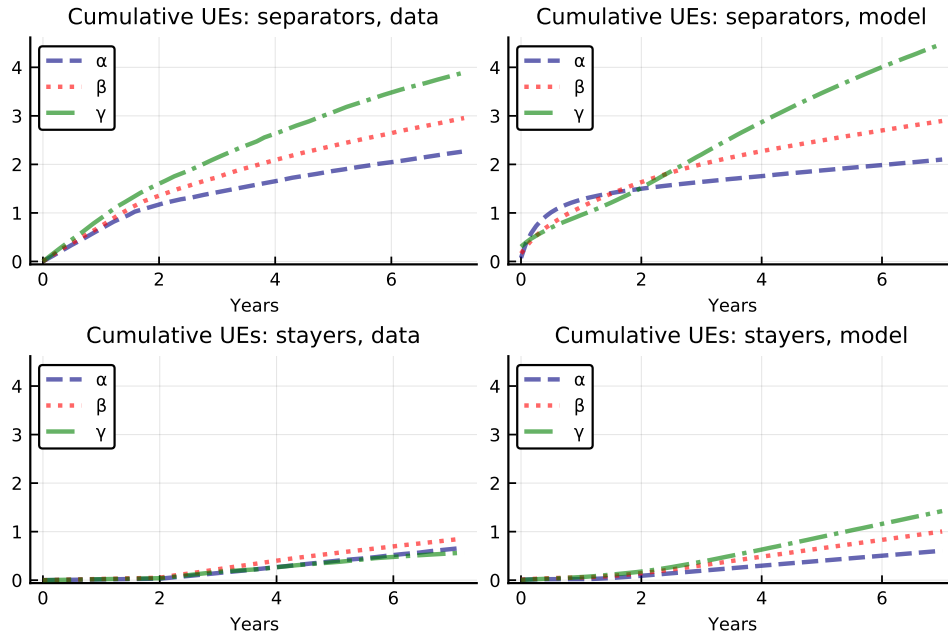 Cumulative UEs: separators, data
α
β
γ
4
3
2
1
0
0 2 4 6
Years
Cumulative UEs: separators, model
α
β
γ
4
3
2
1
0
0 2 4 6
Years
Cumulative UEs: stayers, data
α
β
γ
4
3
2
1
0
0 2 4 6
Years
Cumulative UEs: stayers, model
α
β
γ
4
3
2
1
0
0 2 4 6
Years